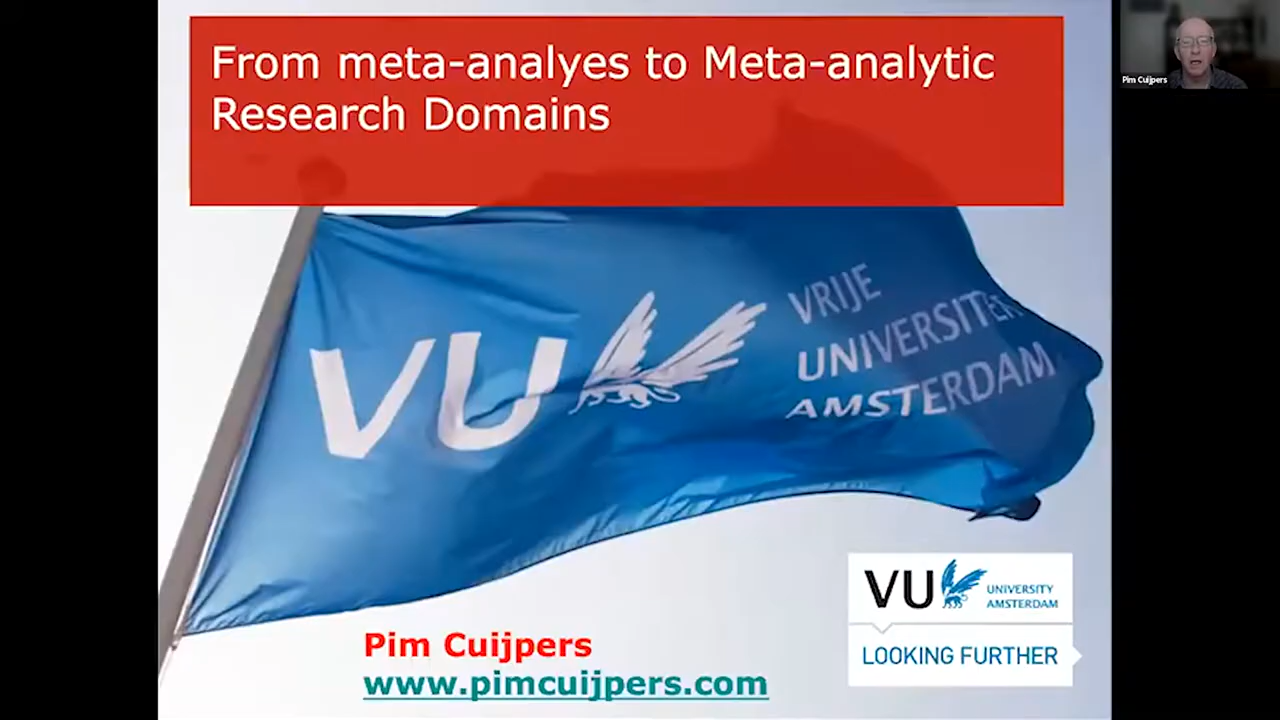 From meta-analyes to Meta-analytic
Research Domains
Pim Cuijpers
VU
VRIJE
UNIVERSITEIT
AMSTERDAM
VU
UNIVERSITY
AMSTERDAM
LOOKING FURTHER
Pim Cuijpers
www.pimcuijpers.com